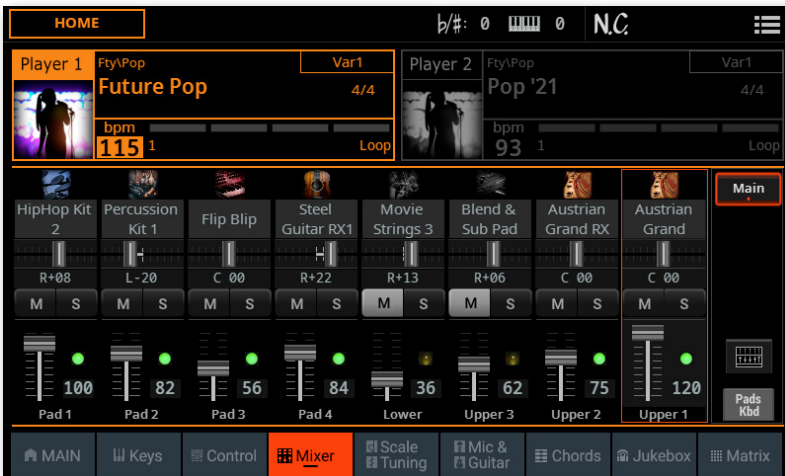 HOME
b/#: 0 0 N.C.
Player 1 Fty\Pop Var1
Future Pop
4/4
bpm
115 1 Loop
Player 2 Fty\Pop Var1
Pop '21
4/4
bpm
93 1 Loop
HipHop Kit 2
Percussion Kit 1
Flip Blip
Steel Guitar RX1
Movie Strings 3
Blend & Sub Pad
Austrian Grand RX
Austrian Grand
Main
R+08 L-20 C 00 R+22 R+13 R+06 C 00 C 00
M S M S M S M S M S M S M S M S
100 82 56 84 36 62 75 120
Pad 1 Pad 2 Pad 3 Pad 4 Lower Upper 3 Upper 2 Upper 1
Pads
Kbd
MAIN Keys Control Mixer Scale Tuning Mic & Guitar Chords Jukebox Matrix